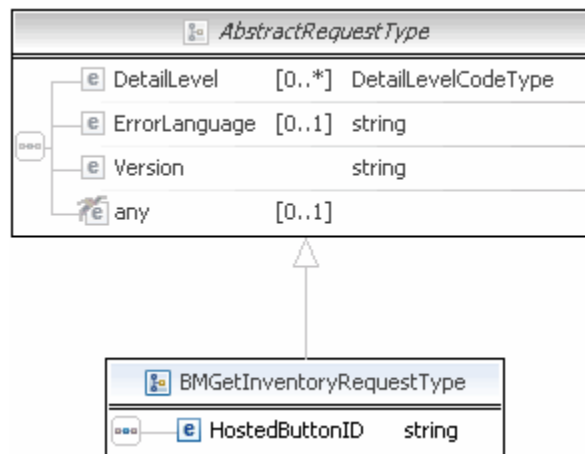 AbstractRequestType
DetailLevel [0..*] DetailLevelCodeType
ErrorLanguage [0..1] string
Version string
any [0..1]
BMGetInventoryRequestType
HostedButtonID string